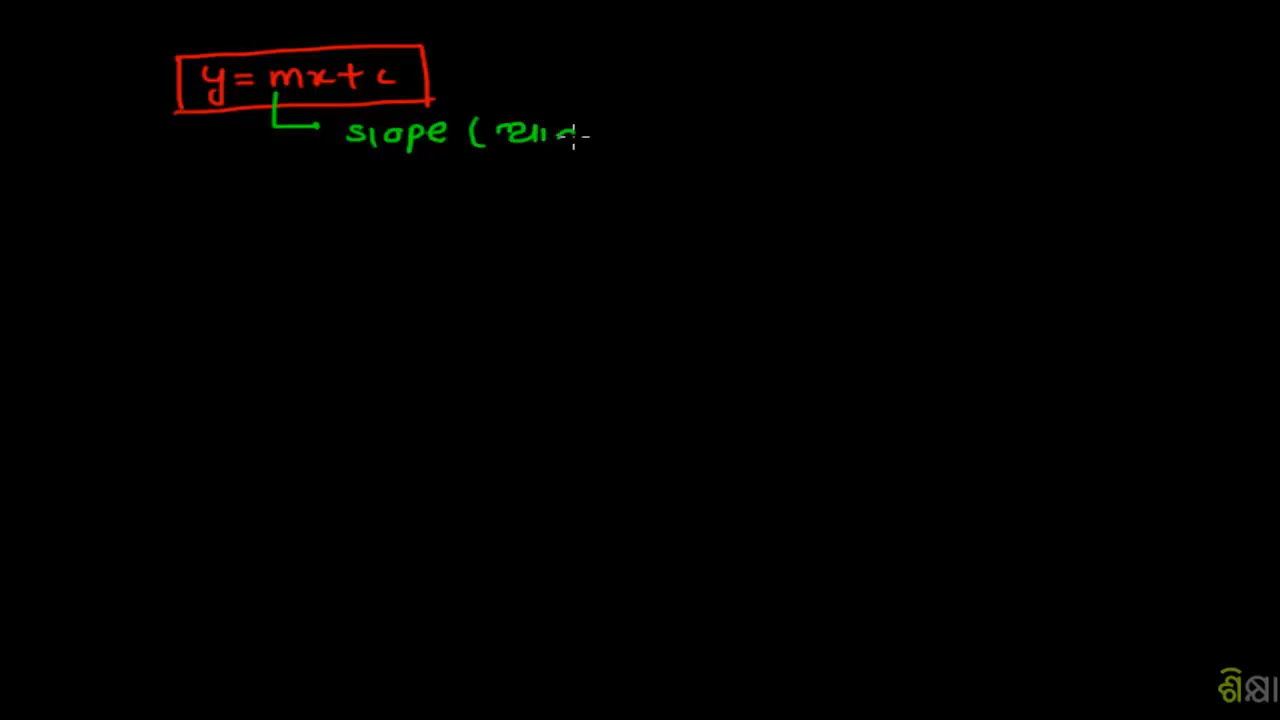 y = mx + c
slope (
ଶିକ୍ଷା